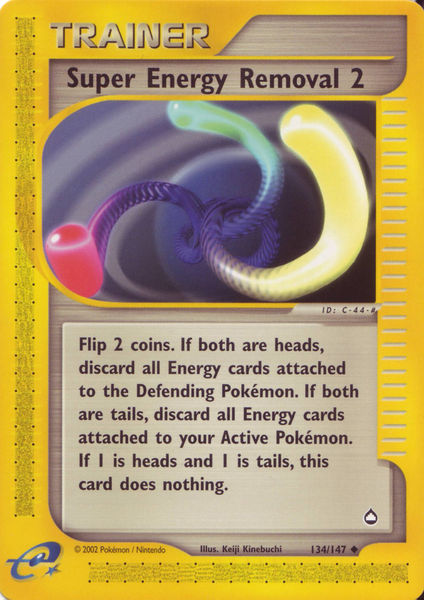 TRAINER
Super Energy Removal 2
ID: C-44-#
Flip 2 coins. If both are heads,
discard all Energy cards attached
to the Defending Pokémon. If both
are tails, discard all Energy cards
attached to your Active Pokémon.
If 1 is heads and 1 is tails, this
card does nothing.
© 2002 Pokémon / Nintendo
Illus. Keiji Kinebuchi
134/147 ◆
e